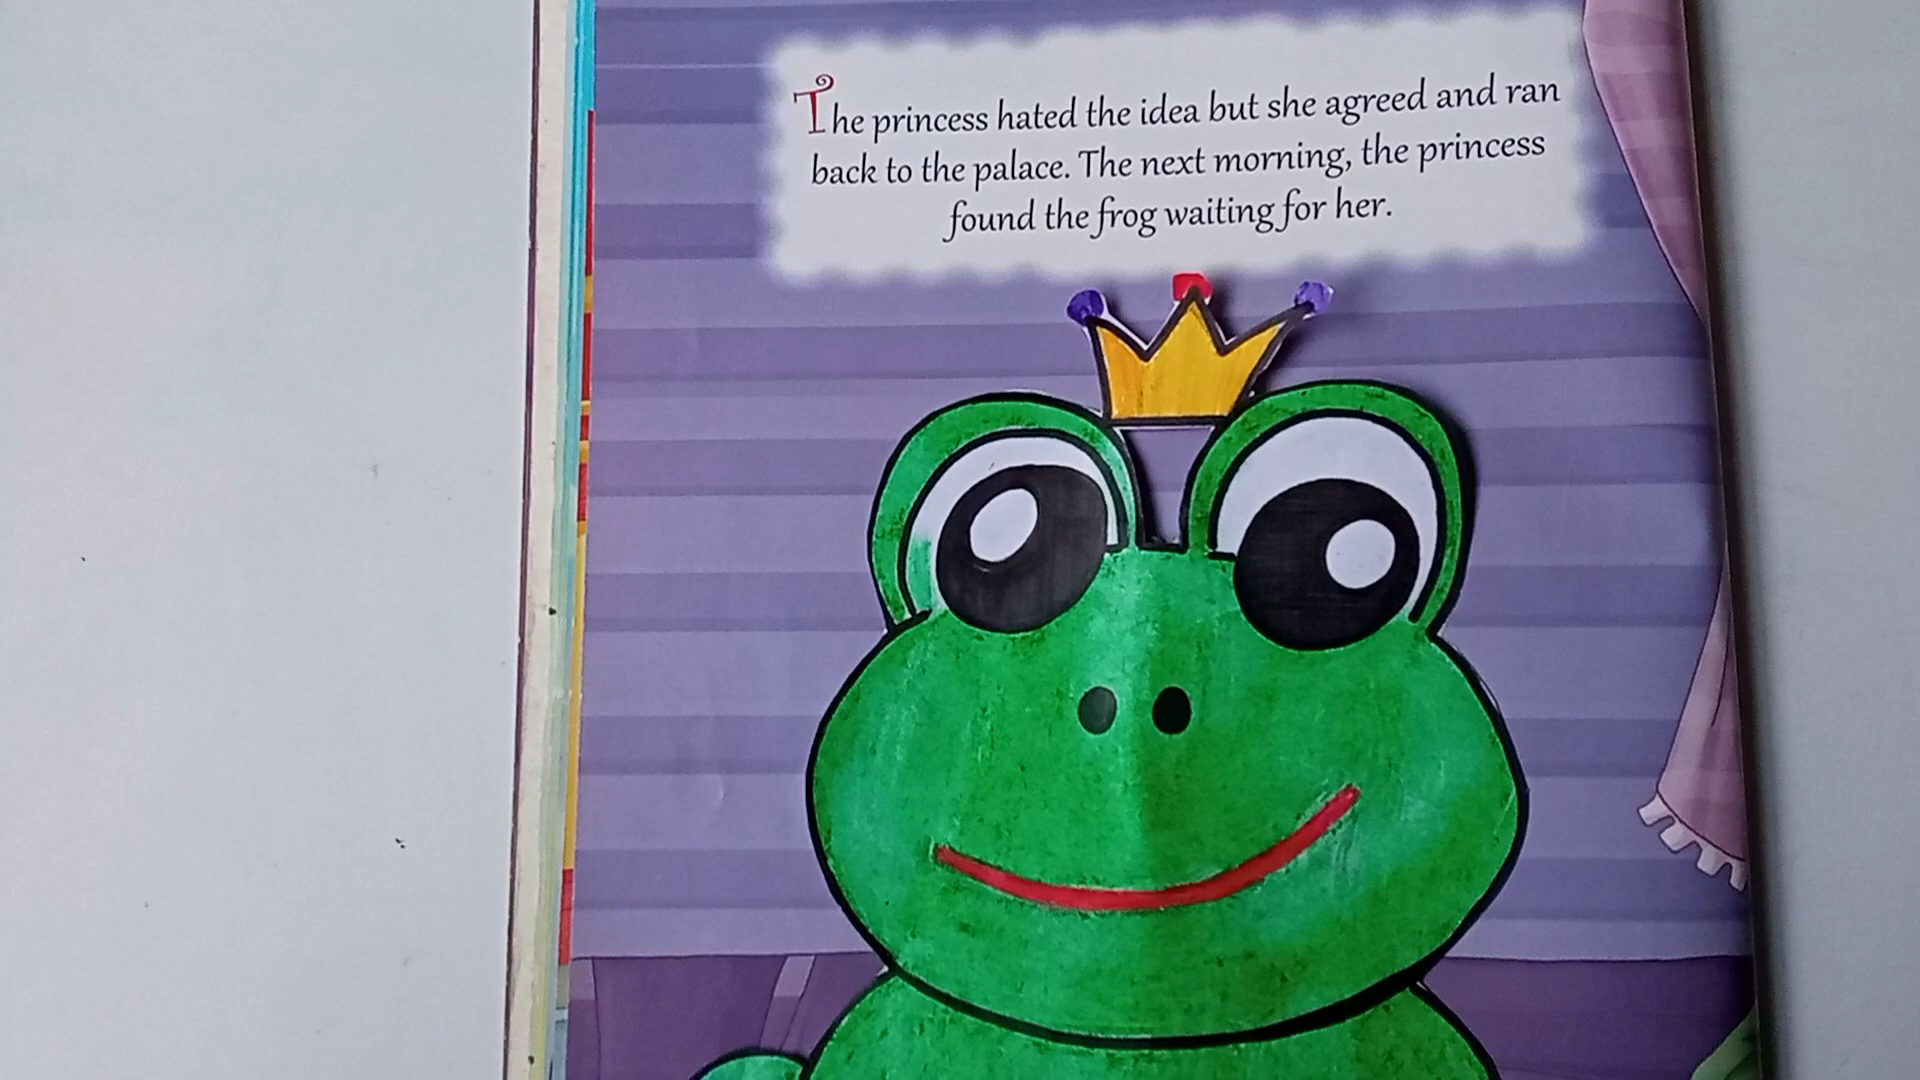 The princess hated the idea but she agreed and ran
back to the palace. The next morning, the princess
found the frog waiting for her.